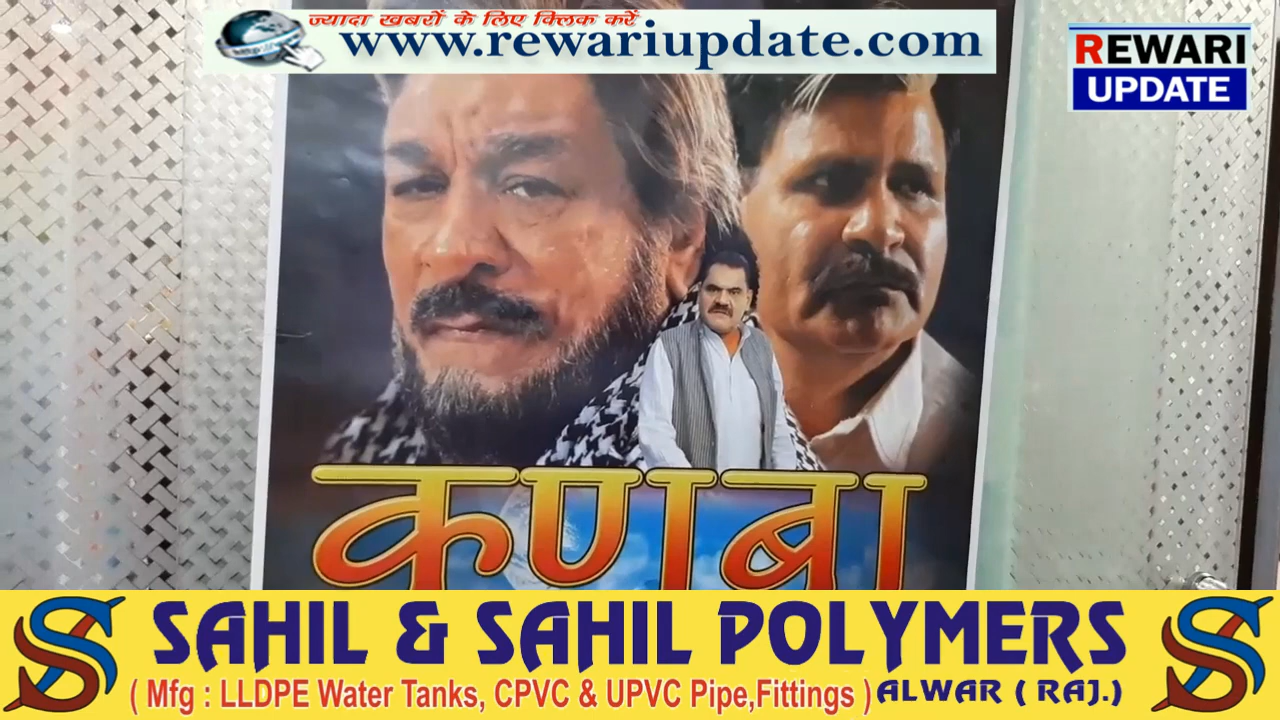 ज्यादा खबरों के लिए क्लिक करें
www.rewariupdate.com
REWARI
UPDATE
SAHIL & SAHIL POLYMERS
( Mfg : LLDPE Water Tanks, CPVC & UPVC Pipe,Fittings ) ALWAR ( RAJ.)